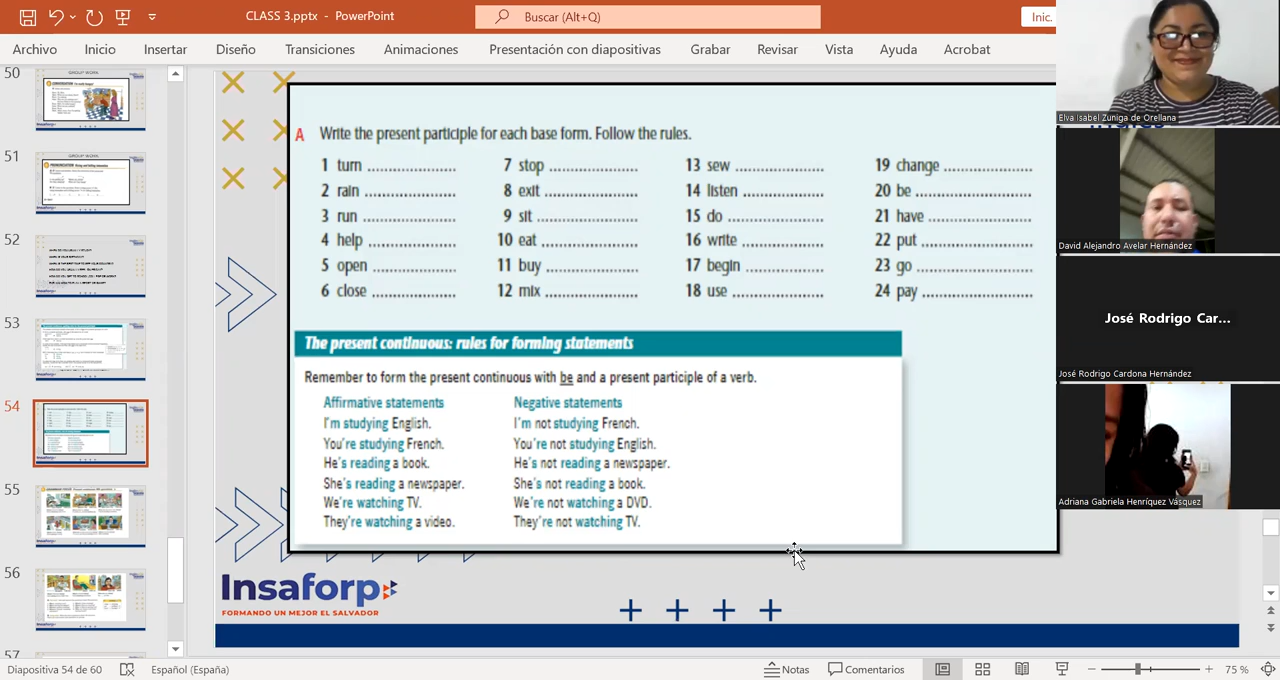 CLASS 3.pptx - PowerPoint
Buscar (Alt+Q)
Inic.
Archivo Inicio Insertar Diseño Transiciones Animaciones Presentación con diapositivas Grabar Revisar Vista Ayuda Acrobat
50
51
52
53
54
55
56
57
A Write the present participle for each base form. Follow the rules.
1 turn ........................ 7 stop ........................ 13 sew ........................ 19 change ........................
2 rain ........................ 8 exit ........................ 14 listen ........................ 20 be ........................
3 run ........................ 9 sit ........................ 15 do ........................ 21 have ........................
4 help ........................ 10 eat ........................ 16 write ........................ 22 put ........................
5 open ........................ 11 buy ........................ 17 begin ........................ 23 go ........................
6 close ........................ 12 mix ........................ 18 use ........................ 24 pay ........................
The present continuous: rules for forming statements
Remember to form the present continuous with be and a present participle of a verb.
Affirmative statements Negative statements
I'm studying English. I'm not studying French.
You're studying French. You're not studying English.
He's reading a book. He's not reading a newspaper.
She's reading a newspaper. She's not reading a book.
We're watching TV. We're not watching a DVD.
They're watching a video. They're not watching TV.
Insaforp
FORMANDO UN MEJOR EL SALVADOR
Elva Isabel Zuniga de Orellana
David Alejandro Avelar Hernández
José Rodrigo Car...
José Rodrigo Cardona Hernández
Adriana Gabriela Henríquez Vásquez
Diapositiva 54 de 60 Español (España) Notas Comentarios 75 %